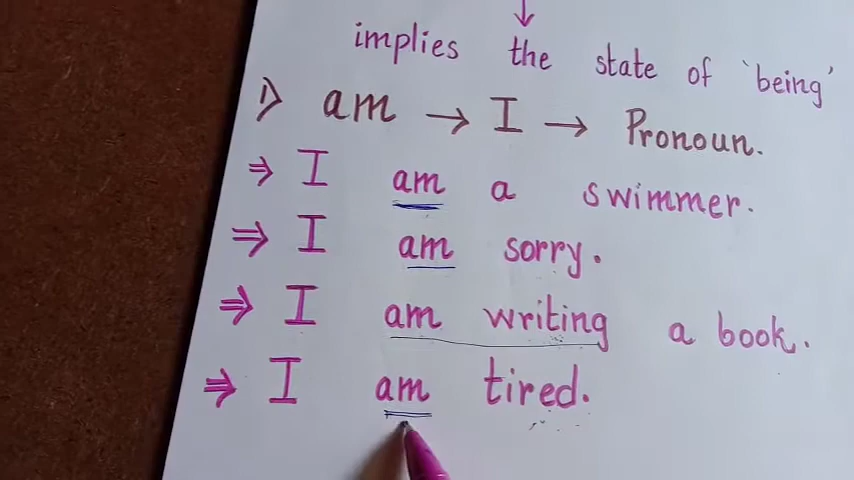 implies the state of 'being'
1) am → I → Pronoun.
⇒ I am a swimmer.
⇒ I am sorry.
⇒ I am writing a book.
⇒ I am tired.